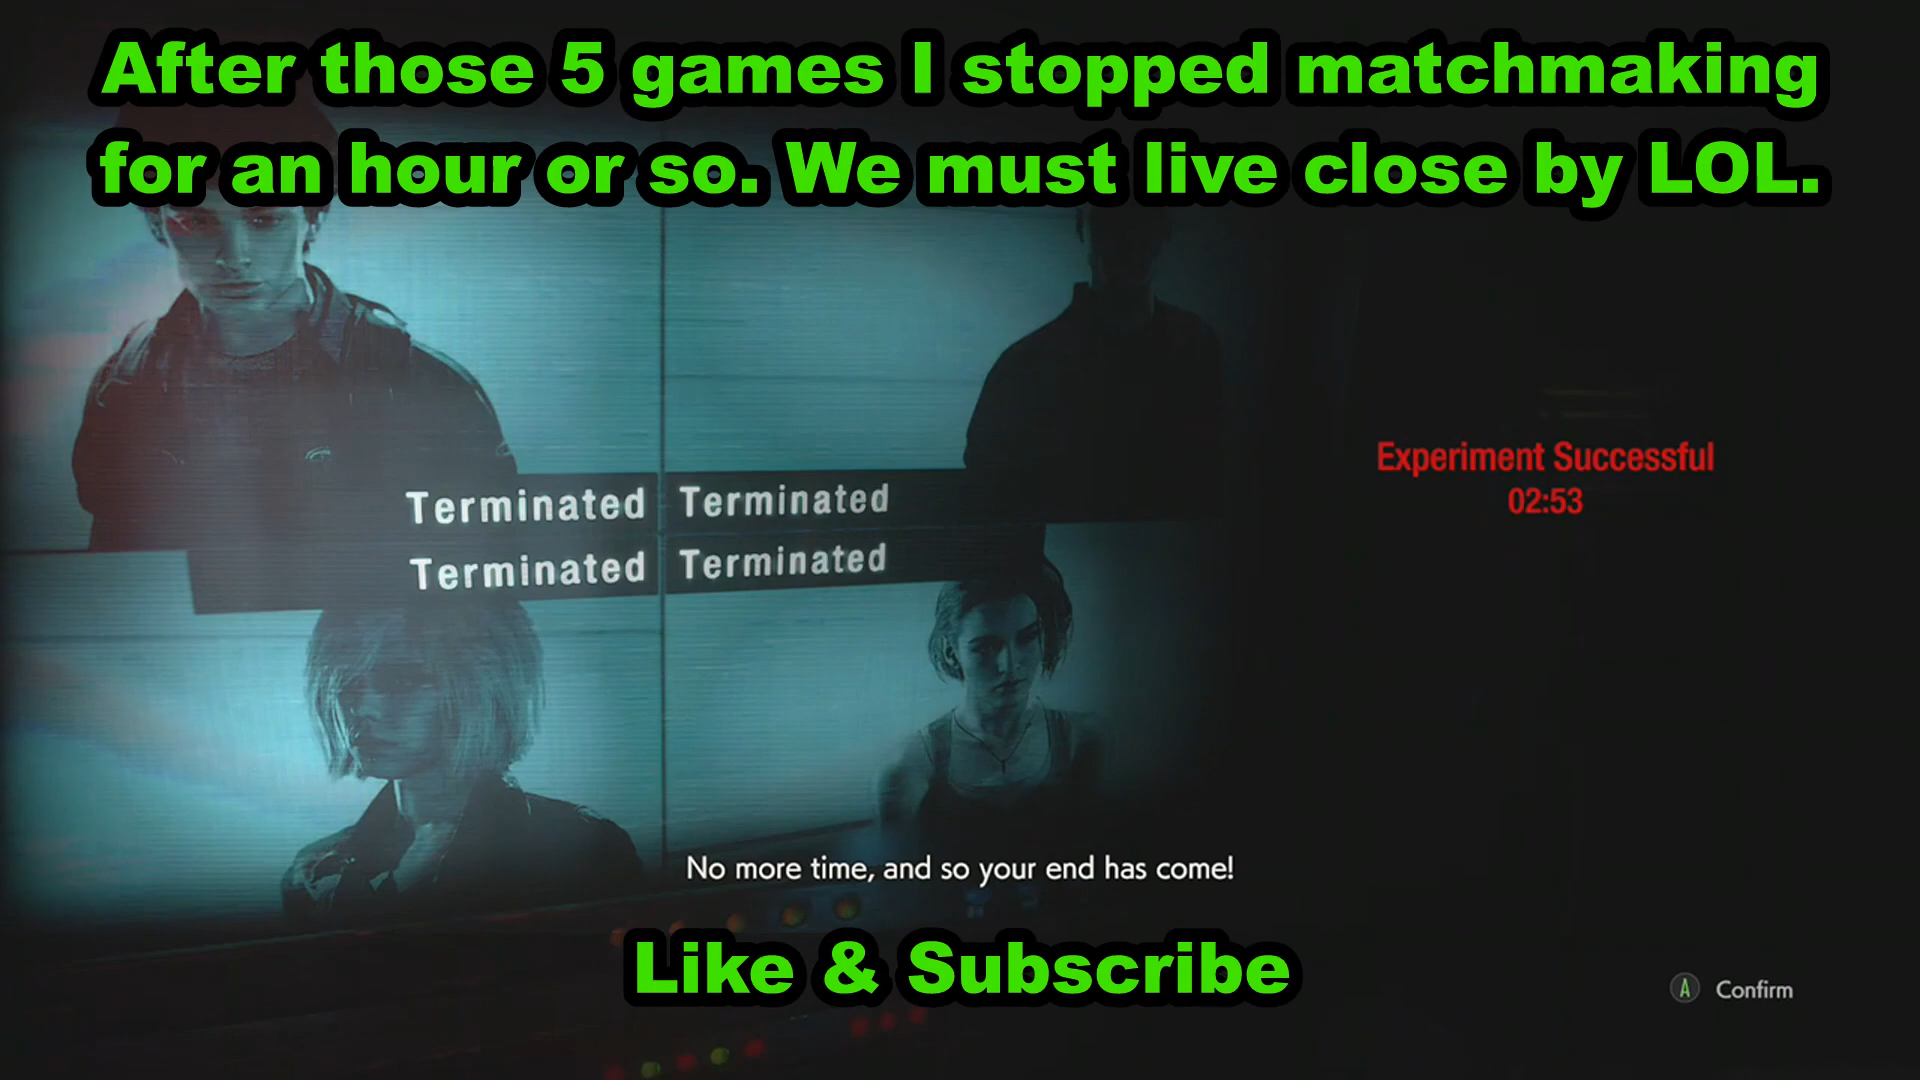 After those 5 games I stopped matchmaking
for an hour or so. We must live close by LOL.
Terminated Terminated
Terminated Terminated
Experiment Successful
02:53
No more time, and so your end has come!
Like & Subscribe
A Confirm